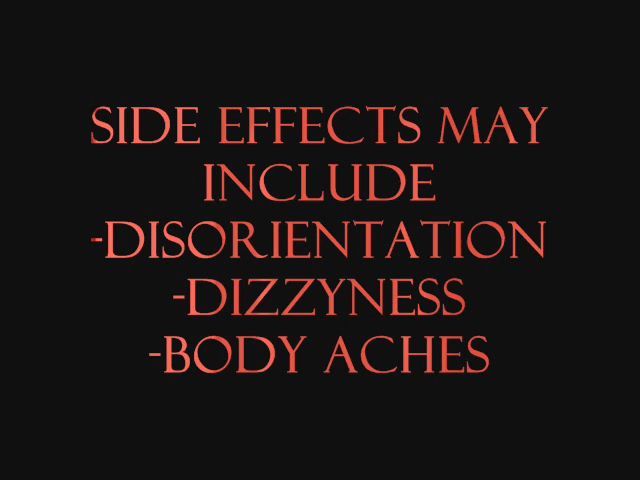 SIDE EFFECTS MAY
INCLUDE
-DISORIENTATION
-DIZZYNESS
-BODY ACHES